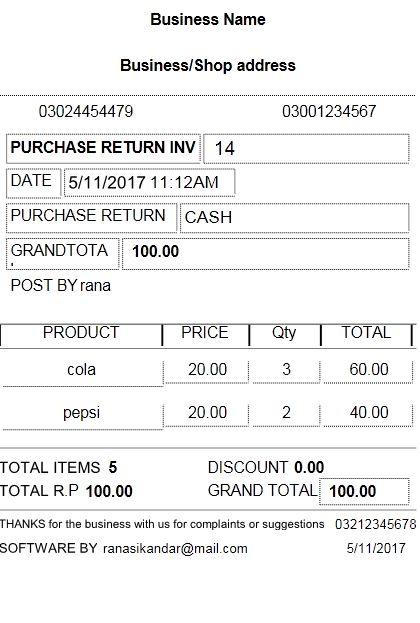 Business Name
Business/Shop address
03024454479 03001234567
PURCHASE RETURN INV 14
DATE 5/11/2017 11:12AM
PURCHASE RETURN CASH
GRANDTOTA 100.00
POST BY rana
PRODUCT PRICE Qty TOTAL
cola 20.00 3 60.00
pepsi 20.00 2 40.00
TOTAL ITEMS 5 DISCOUNT 0.00
TOTAL R.P 100.00 GRAND TOTAL 100.00
THANKS for the business with us for complaints or suggestions 03212345678
SOFTWARE BY ranasikandar@mail.com 5/11/2017